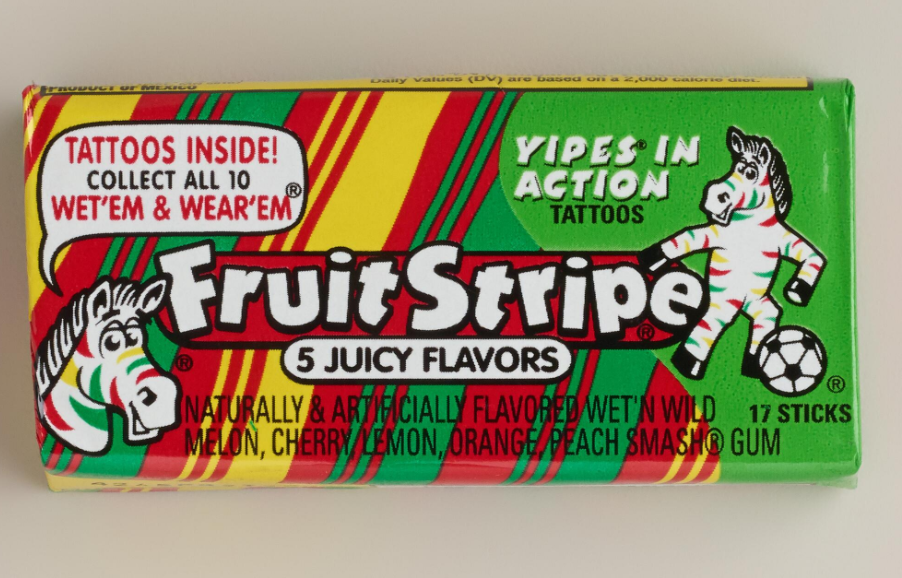 PRODUCT OF MEXICO
Daily Values (DV) are based on a 2,000 calorie diet.
TATTOOS INSIDE!
COLLECT ALL 10
WET'EM & WEAR'EM®
YIPES® IN
ACTION
TATTOOS
FruitStripe®
5 JUICY FLAVORS
®
®
NATURALLY & ARTIFICIALLY FLAVORED WET'N WILD
MELON, CHERRY, LEMON, ORANGE, PEACH SMASH® GUM
17 STICKS